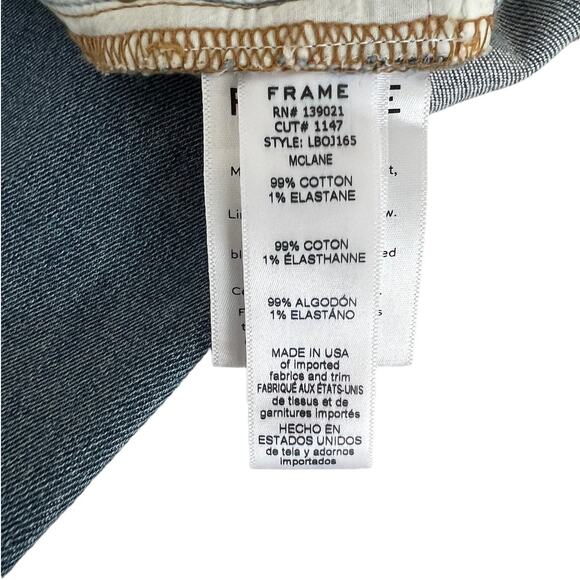 FRAME
RN# 139021
CUT# 1147
STYLE: LBOJ165
MCLANE
99% COTTON
1% ELASTANE
99% COTON
1% ÉLASTHANNE
99% ALGODÓN
1% ELASTÁNO
MADE IN USA
of imported
fabrics and trim
FABRIQUÉ AUX ÉTATS-UNIS
de tissus et de
garnitures importés
HECHO EN
ESTADOS UNIDOS
de tela y adornos
importados